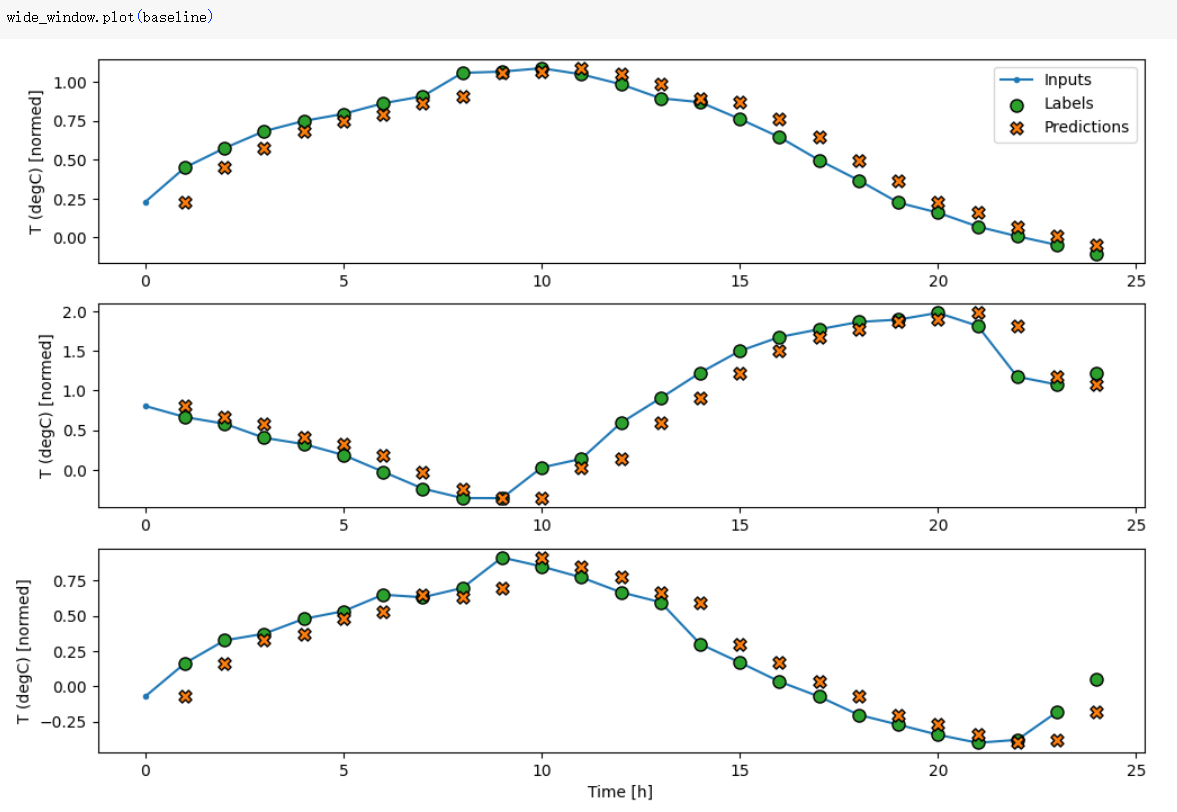 wide_window.plot(baseline)
T (degC) [normed]
1.00
0.75
0.50
0.25
0.00
Inputs
Labels
Predictions
0 5 10 15 20 25
T (degC) [normed]
2.0
1.5
1.0
0.5
0.0
0 5 10 15 20 25
T (degC) [normed]
0.75
0.50
0.25
0.00
−0.25
0 5 10 15 20 25
Time [h]